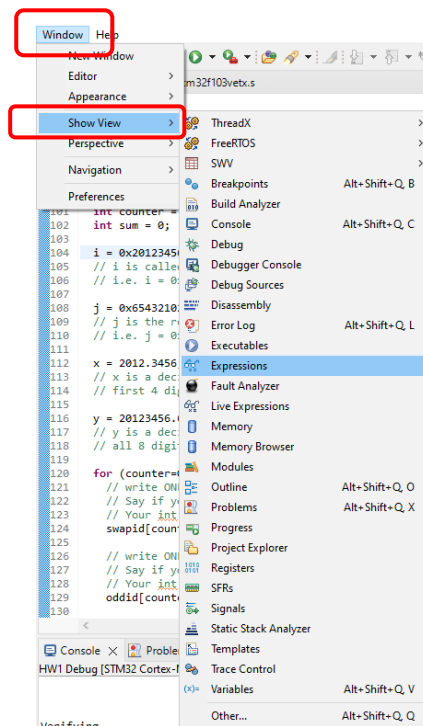 Window Help
New Window
tm32f103vetx.s
Editor >
Appearance >
Show View >
Perspective >
Navigation >
Preferences
ThreadX >
FreeRTOS >
SWV >
Breakpoints Alt+Shift+Q, B
Build Analyzer
Console Alt+Shift+Q, C
Debug
Debugger Console
Debug Sources
Disassembly
Error Log Alt+Shift+Q, L
Executables
Expressions
Fault Analyzer
Live Expressions
Memory
Memory Browser
Modules
Outline Alt+Shift+Q, O
Problems Alt+Shift+Q, X
Progress
Project Explorer
Registers
SFRs
Signals
Static Stack Analyzer
Templates
Trace Control
Variables Alt+Shift+Q, V
Other... Alt+Shift+Q, Q
101 int counter =
102 int sum = 0;
103
104 i = 0x20123456
105 // i is calle
106 // i.e. i = 0
107
108 j = 0x6543210
109 // j is the re
110 // i.e. j = 0
111
112 x = 2012.3456
113 // x is a dec
114 // first 4 dig
115
116 y = 20123456.
117 // y is a dec
118 // all 8 digi
119
120 for (counter=
121 // write ON
122 // Say if y
123 // Your int
124 swapid[coun
125
126 // write ON
127 // Say if y
128 // Your int
129 oddid[count
130
Console Proble
HW1 Debug [STM32 Cortex-
Verifying